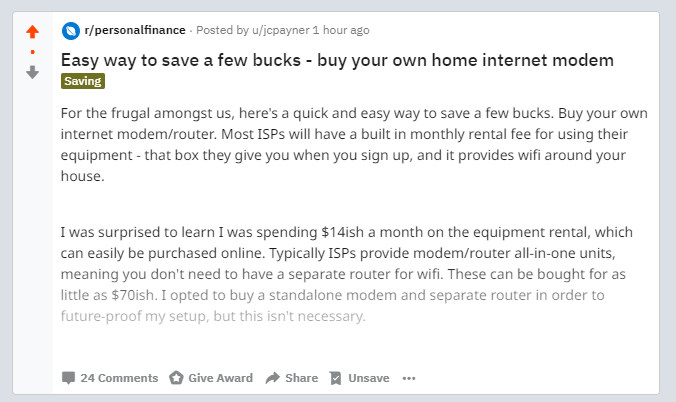 r/personalfinance · Posted by u/jcpayner 1 hour ago
Easy way to save a few bucks - buy your own home internet modem
Saving
For the frugal amongst us, here's a quick and easy way to save a few bucks. Buy your own
internet modem/router. Most ISPs will have a built in monthly rental fee for using their
equipment - that box they give you when you sign up, and it provides wifi around your
house.
I was surprised to learn I was spending $14ish a month on the equipment rental, which
can easily be purchased online. Typically ISPs provide modem/router all-in-one units,
meaning you don't need to have a separate router for wifi. These can be bought for as
little as $70ish. I opted to buy a standalone modem and separate router in order to
future-proof my setup, but this isn't necessary.
24 Comments Give Award Share Unsave ···